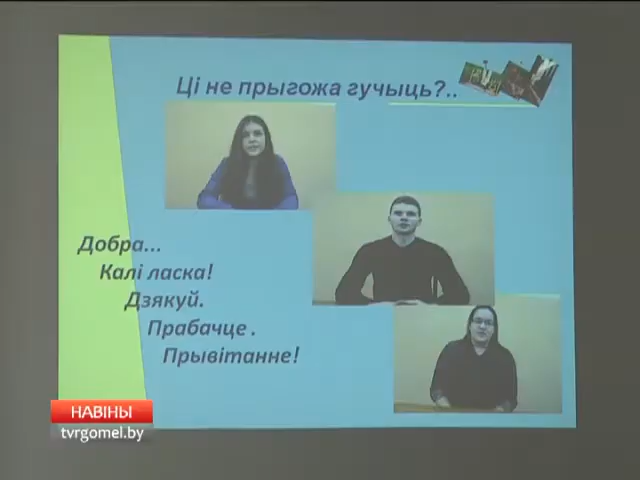 Ці не прыгожа гучыць?..
Добра...
Калі ласка!
Дзякуй.
Прабачце.
Прывітанне!
НАВІНЫ
tvrgomel.by